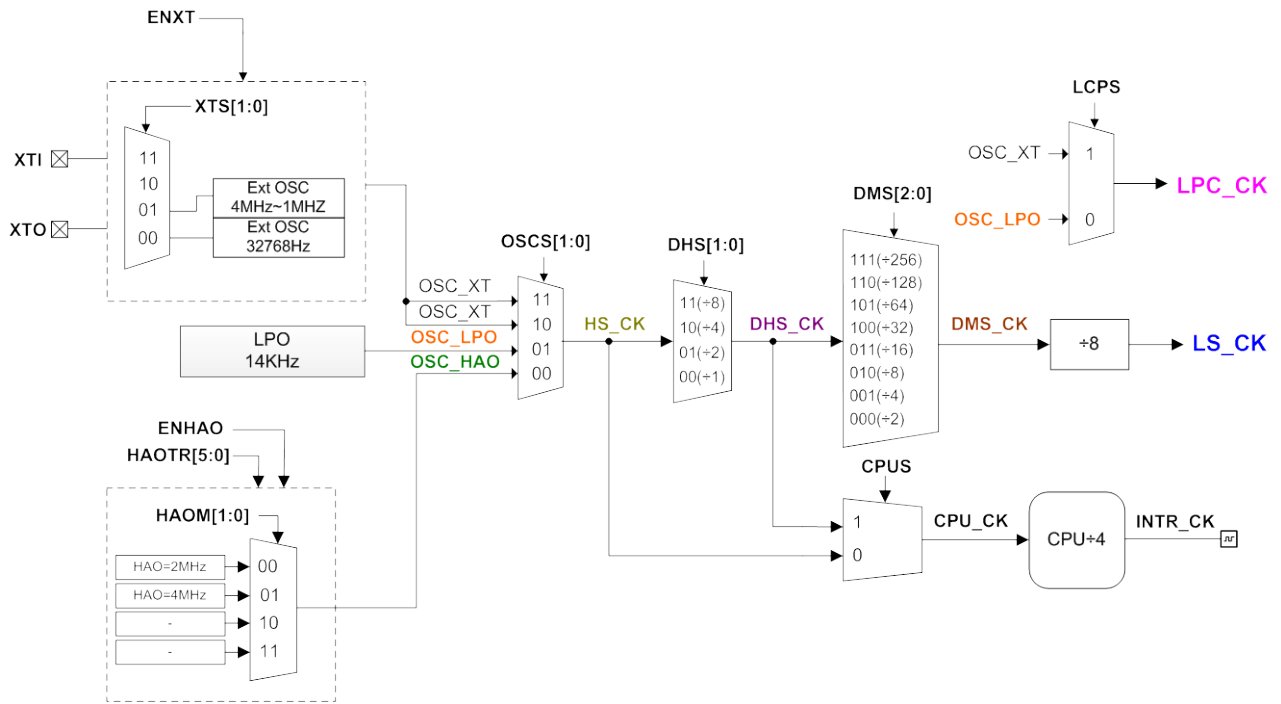 ENXT
XTS[1:0]
XTI
XTO
11
10
01
00
Ext OSC
4MHz~1MHZ
Ext OSC
32768Hz
LCPS
OSC_XT
OSC_LPO
1
0
LPC_CK
OSCS[1:0]
OSC_XT
OSC_XT
OSC_LPO
OSC_HAO
11
10
01
00
LPO
14KHz
HS_CK
DHS[1:0]
11(÷8)
10(÷4)
01(÷2)
00(÷1)
DHS_CK
DMS[2:0]
111(÷256)
110(÷128)
101(÷64)
100(÷32)
011(÷16)
010(÷8)
001(÷4)
000(÷2)
DMS_CK
÷8
LS_CK
ENHAO
HAOTR[5:0]
HAOM[1:0]
HAO=2MHz
HAO=4MHz
-
-
00
01
10
11
CPUS
1
0
CPU_CK
CPU÷4
INTR_CK